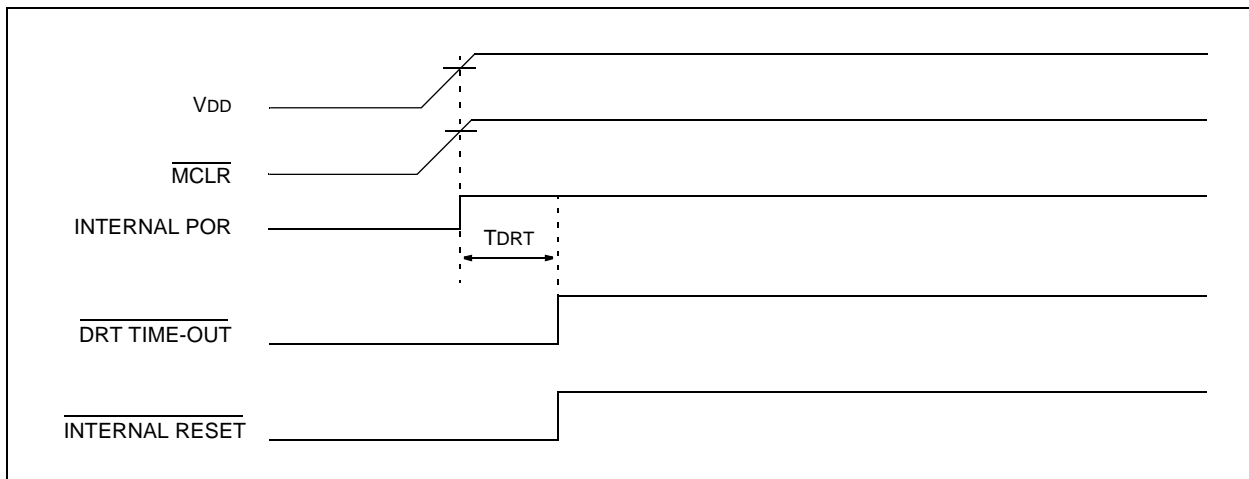 VDD
MCLR
INTERNAL POR
TDRT
DRT TIME-OUT
INTERNAL RESET